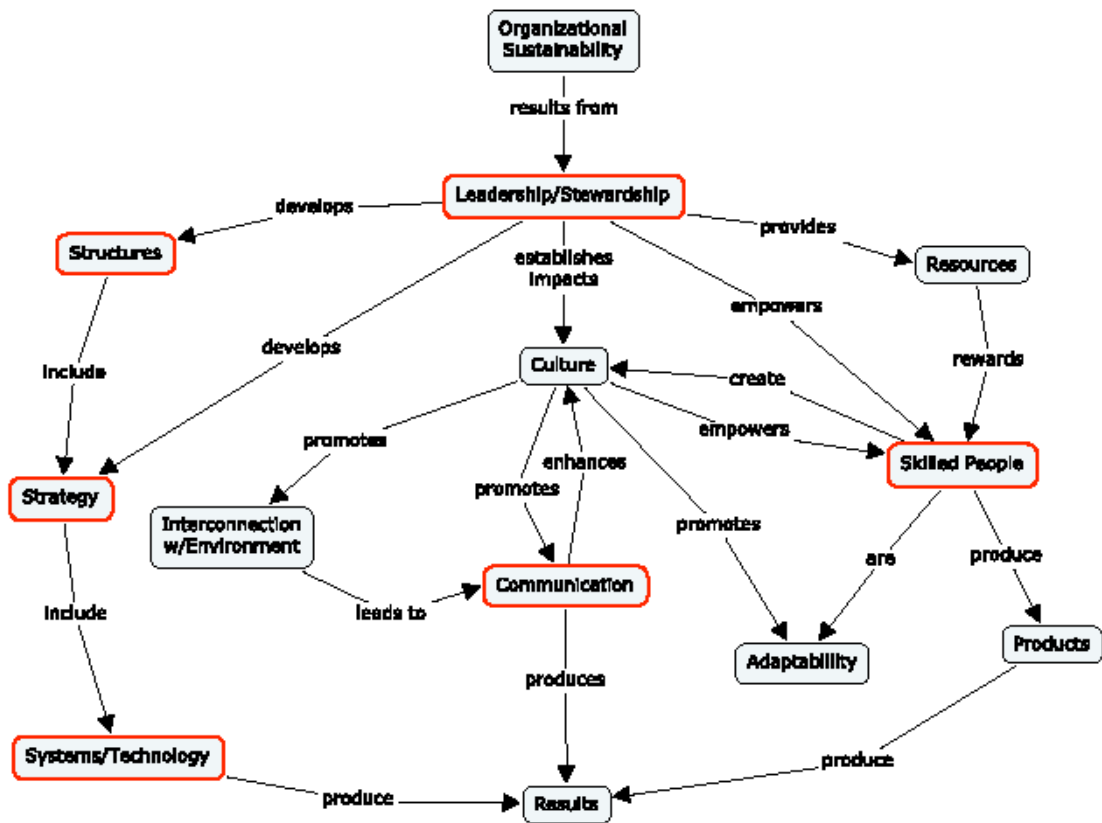 Organizational
Sustainability
results from
Leadership/Stewardship
develops
provides
Structures
establishes
impacts
Resources
empowers
develops
include
Culture
create
rewards
promotes
empowers
enhances
Skilled People
Strategy
promotes
Interconnection
w/Environment
promotes
are
produce
Communication
include
leads to
Products
Adaptability
produces
Systems/Technology
produce
produce
Results